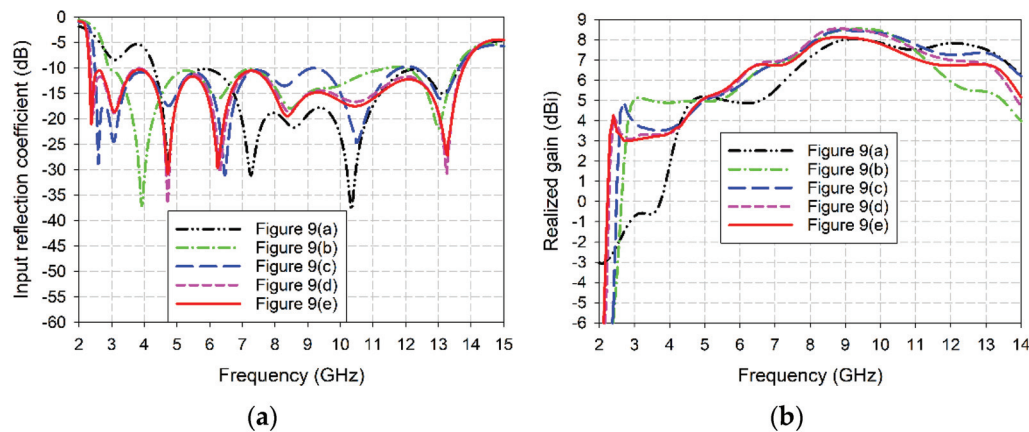 0
-5
-10
-15
-20
-25
-30
-35
-40
-45
-50
-55
-60
Input reflection coefficient (dB)
Figure 9(a)
Figure 9(b)
Figure 9(c)
Figure 9(d)
Figure 9(e)
2 3 4 5 6 7 8 9 10 11 12 13 14 15
Frequency (GHz)
(a)
9
8
7
6
5
4
3
2
1
0
-1
-2
-3
-4
-5
-6
Realized gain (dBi)
Figure 9(a)
Figure 9(b)
Figure 9(c)
Figure 9(d)
Figure 9(e)
2 3 4 5 6 7 8 9 10 11 12 13 14
Frequency (GHz)
(b)